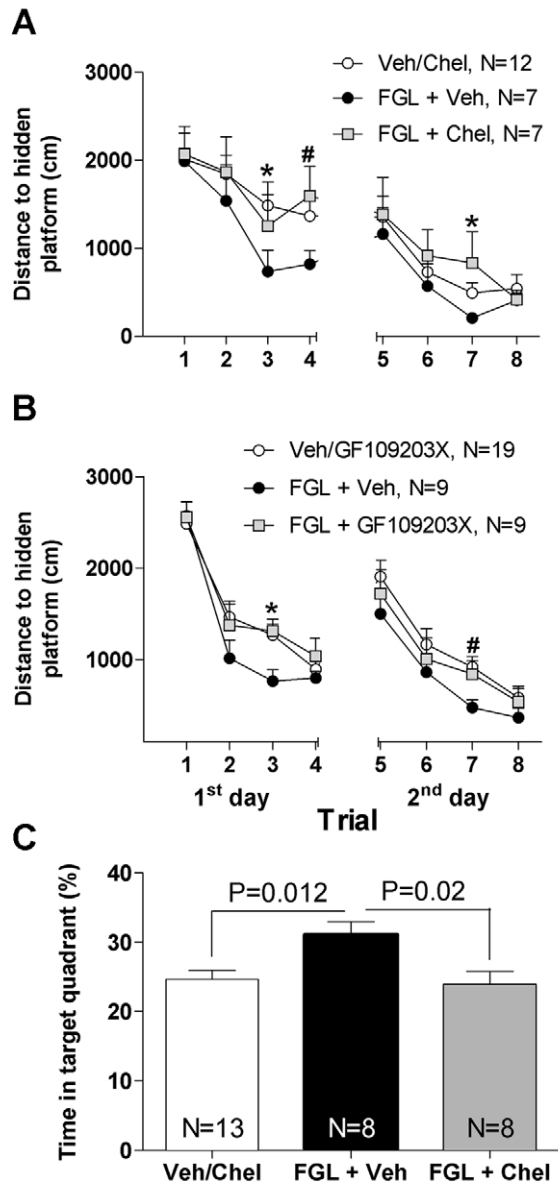 A
Veh/Chel, N=12
FGL + Veh, N=7
FGL + Chel, N=7
Distance to hidden
platform (cm)
3000
2000
1000
0
*
#
*
1 2 3 4 5 6 7 8
B
Veh/GF109203X, N=19
FGL + Veh, N=9
FGL + GF109203X, N=9
Distance to hidden
platform (cm)
3000
2000
1000
*
#
1 2 3 4 5 6 7 8
1st day 2nd day
Trial
C
Time in target quadrant (%)
40
30
20
10
0
P=0.012 P=0.02
N=13 N=8 N=8
Veh/Chel FGL + Veh FGL + Chel